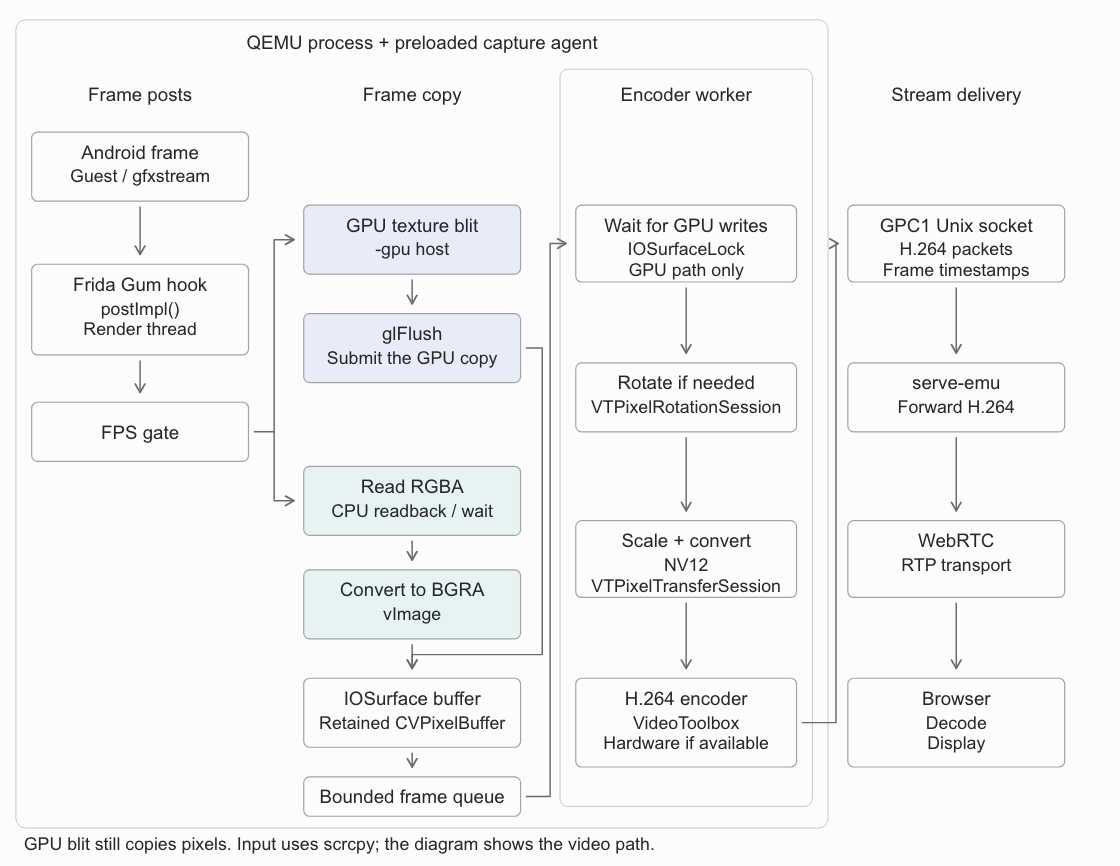 QEMU process + preloaded capture agent
Frame posts
Android frame
Guest / gfxstream
Frida Gum hook
postImpl()
Render thread
FPS gate
Frame copy
GPU texture blit
-gpu host
glFlush
Submit the GPU copy
Read RGBA
CPU readback / wait
Convert to BGRA
vImage
IOSurface buffer
Retained CVPixelBuffer
Bounded frame queue
Encoder worker
Wait for GPU writes
IOSurfaceLock
GPU path only
Rotate if needed
VTPixelRotationSession
Scale + convert
NV12
VTPixelTransferSession
H.264 encoder
VideoToolbox
Hardware if available
Stream delivery
GPC1 Unix socket
H.264 packets
Frame timestamps
serve-emu
Forward H.264
WebRTC
RTP transport
Browser
Decode
Display
GPU blit still copies pixels. Input uses scrcpy; the diagram shows the video path.